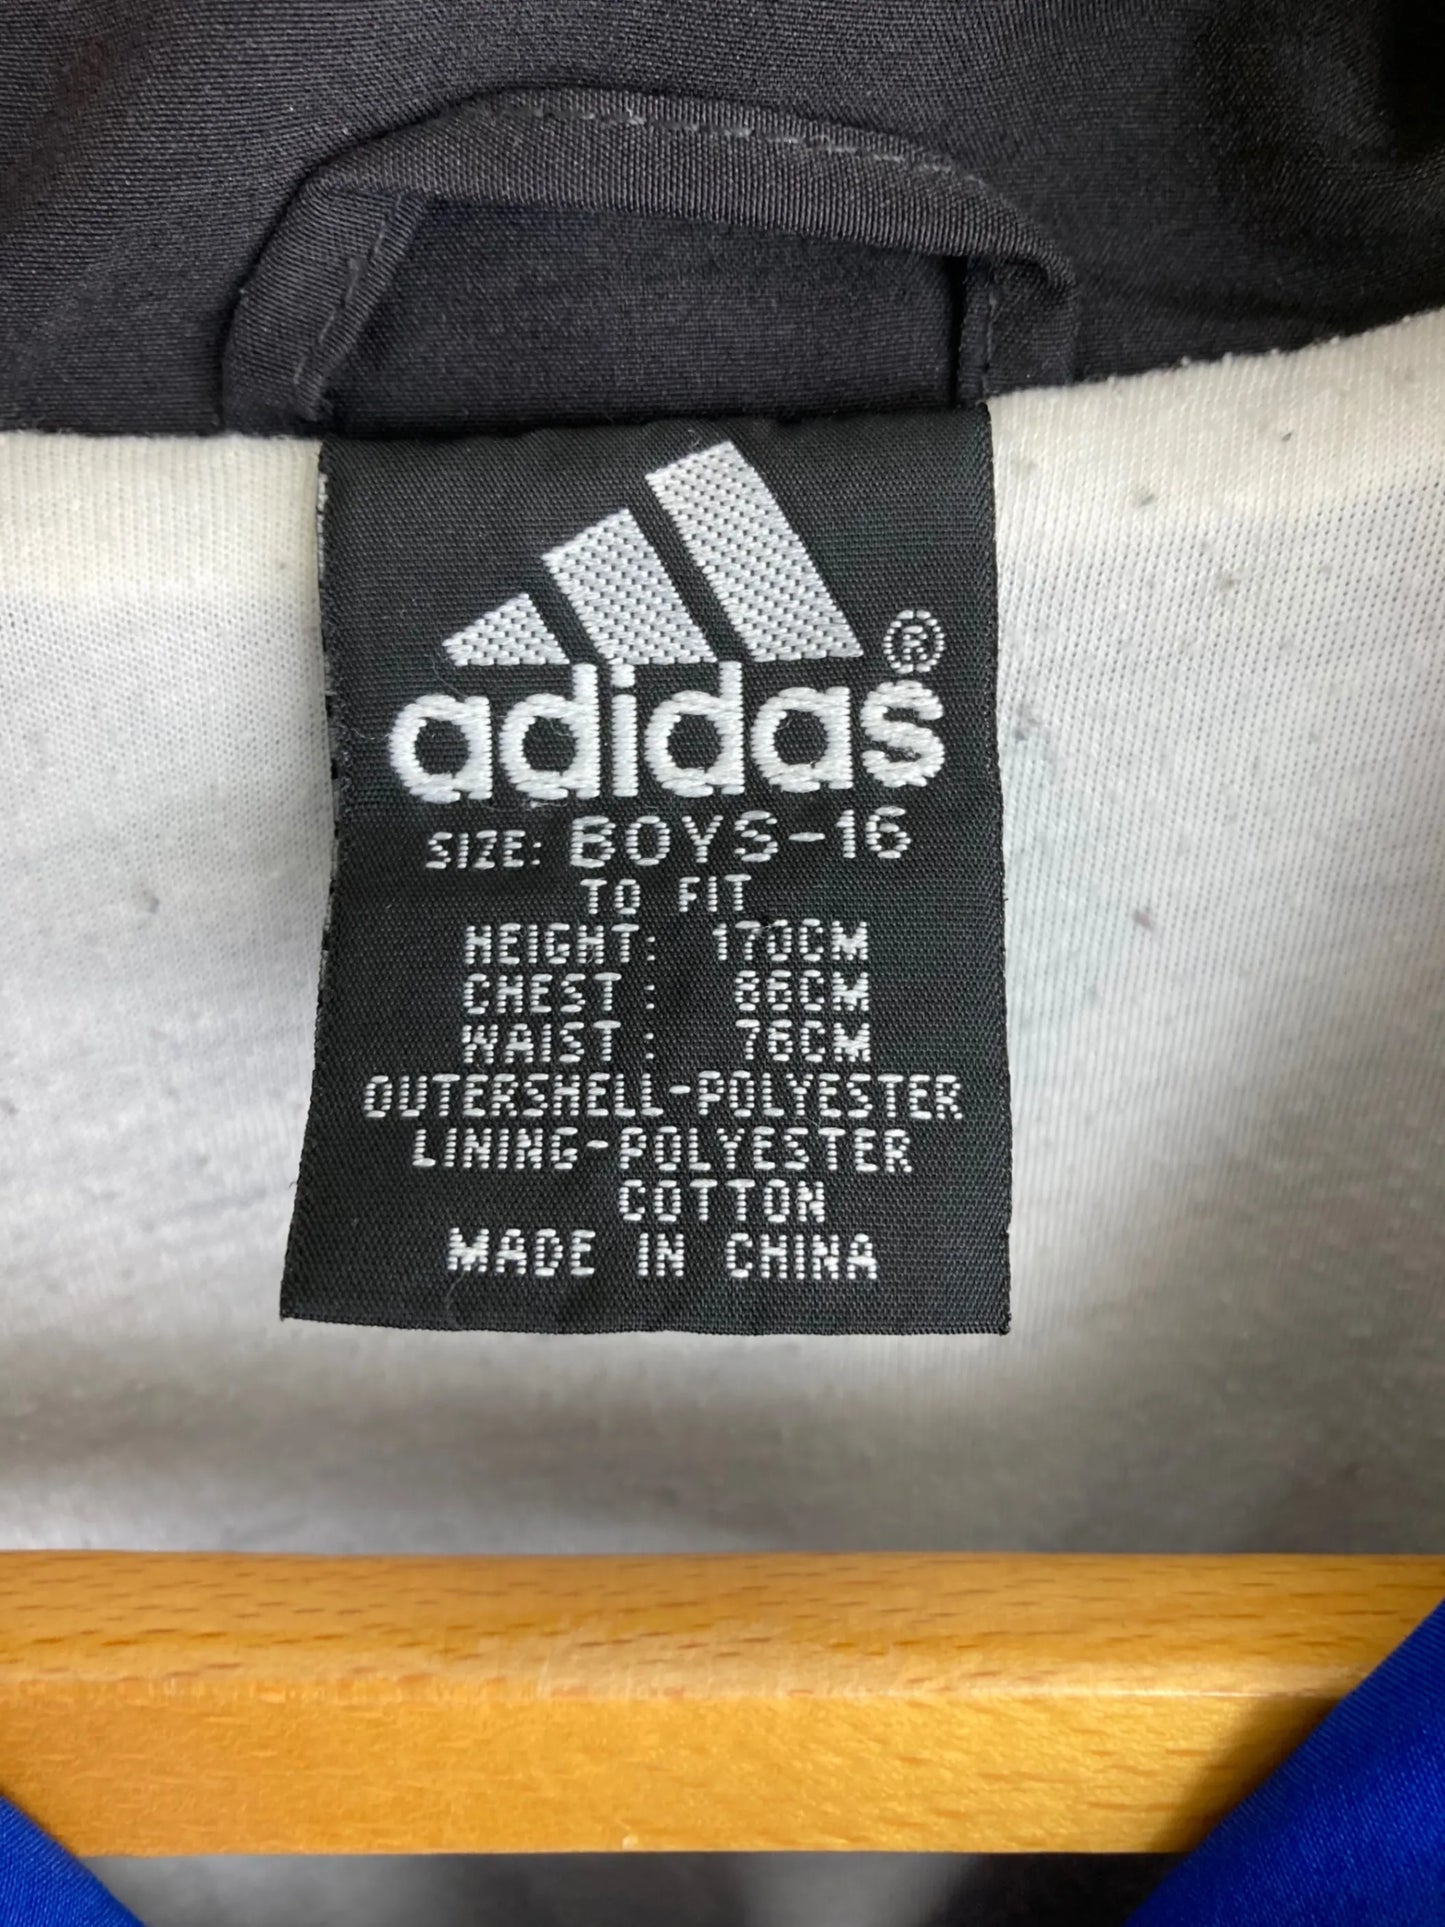 adidas®
SIZE: BOYS-16
TO FIT
HEIGHT: 170CM
CHEST : 86CM
WAIST : 76CM
OUTERSHELL-POLYESTER
LINING-POLYESTER
COTTON
MADE IN CHINA